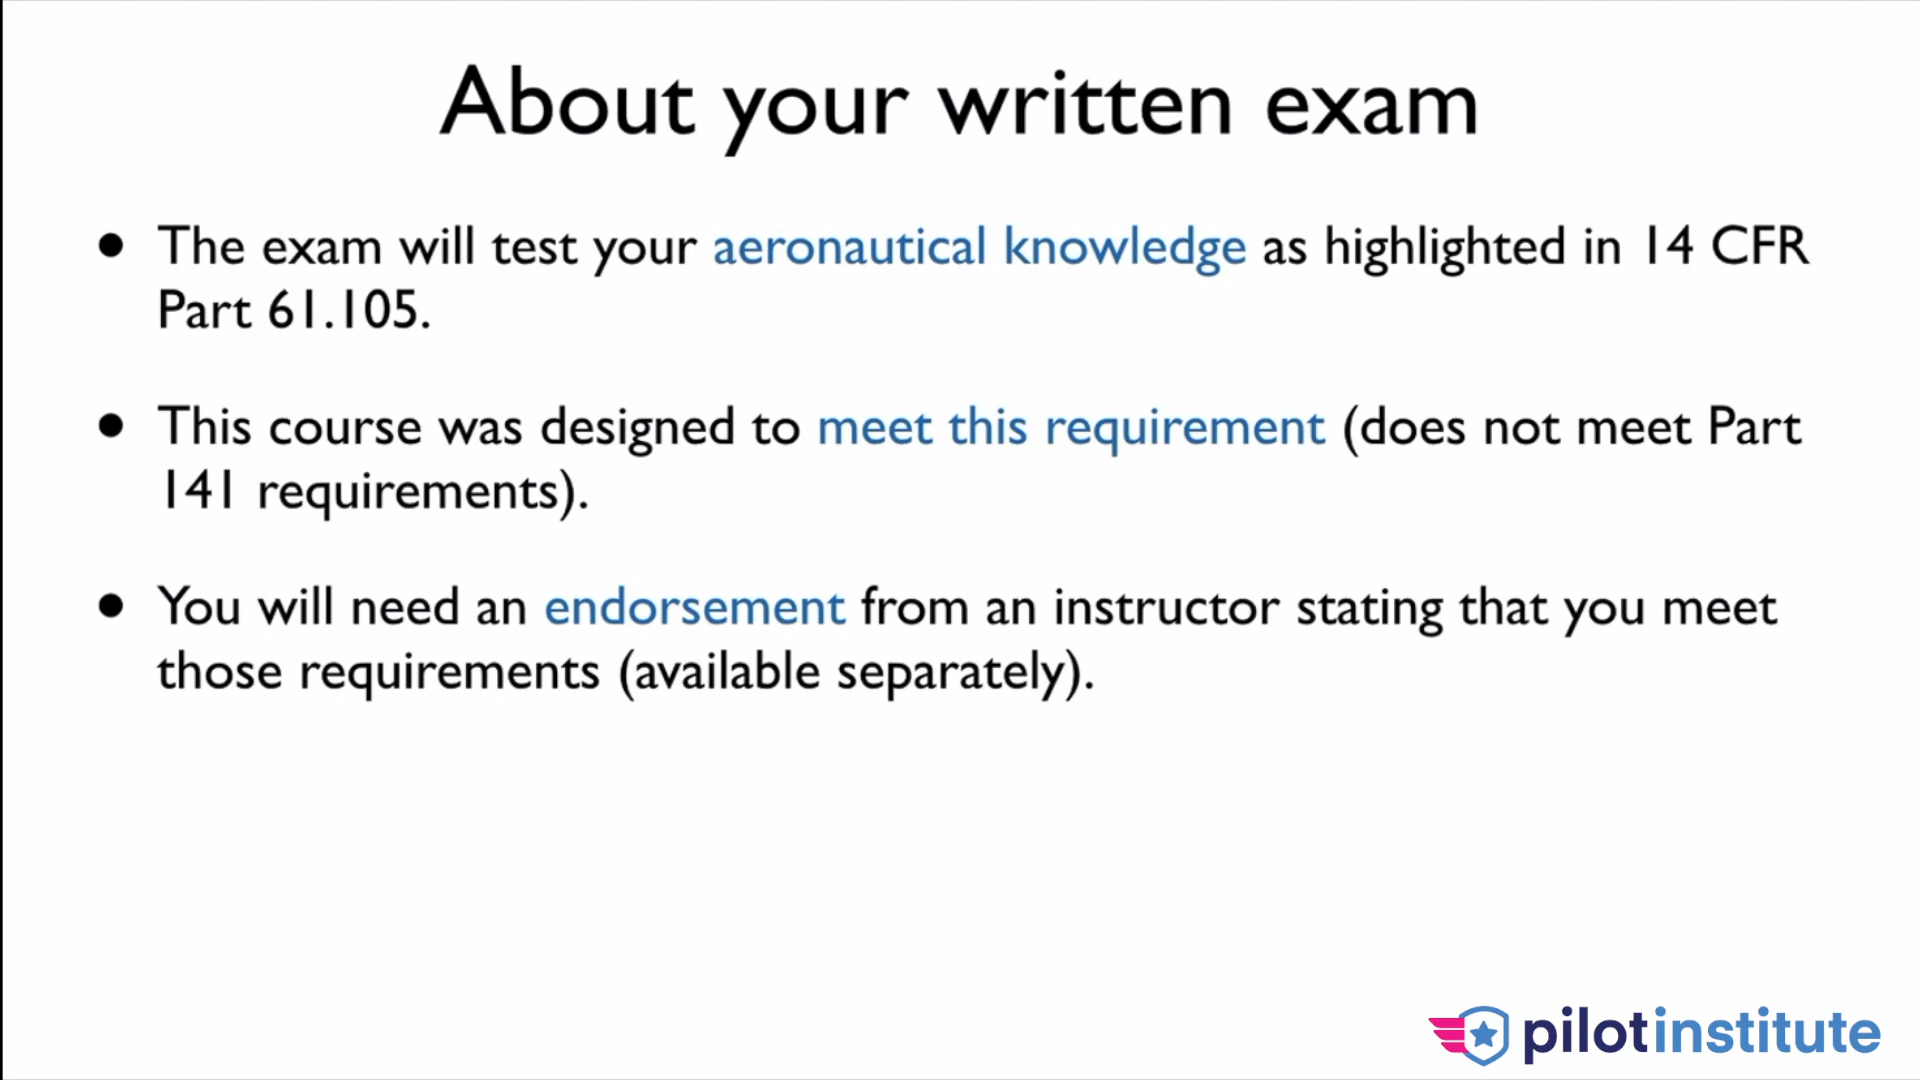 About your written exam
• The exam will test your aeronautical knowledge as highlighted in 14 CFR
Part 61.105.
• This course was designed to meet this requirement (does not meet Part
141 requirements).
• You will need an endorsement from an instructor stating that you meet
those requirements (available separately).
pilotinstitute